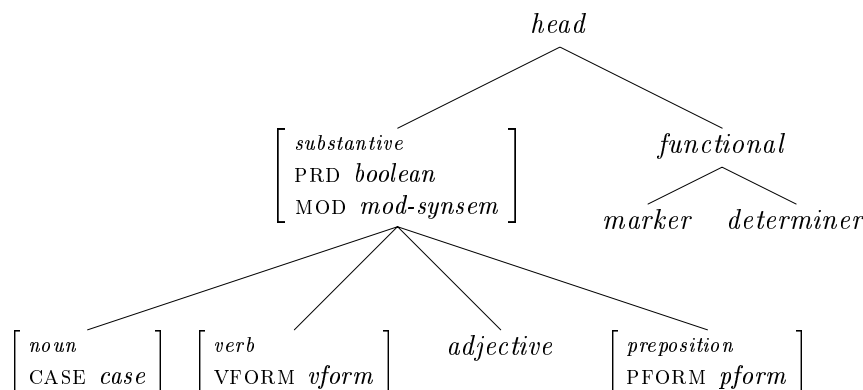 head
substantive
PRD boolean
MOD mod-synsem
functional
marker determiner
noun
CASE case
verb
VFORM vform
adjective
preposition
PFORM pform